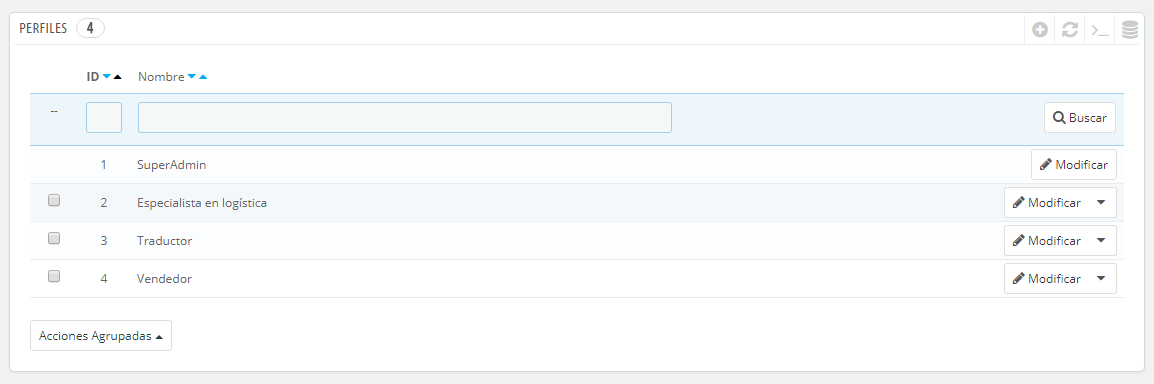 PERFILES 4
ID Nombre
-- Buscar
1 SuperAdmin Modificar
2 Especialista en logística Modificar
3 Traductor Modificar
4 Vendedor Modificar
Acciones Agrupadas